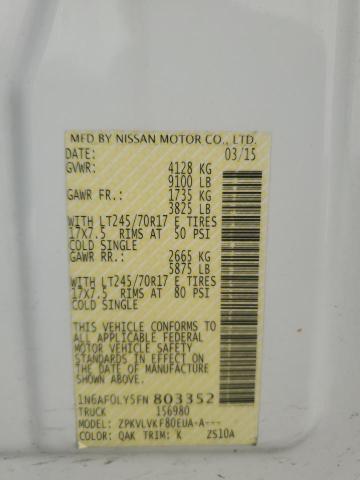 MFD BY NISSAN MOTOR CO., LTD.
DATE: 03/15
GVWR: 4128 KG
9100 LB
GAWR FR.: 1735 KG
3825 LB
WITH LT245/70R17 E TIRES
17X7.5 RIMS AT 50 PSI
COLD SINGLE
GAWR RR.: 2665 KG
5875 LB
WITH LT245/70R17 E TIRES
17X7.5 RIMS AT 80 PSI
COLD SINGLE
THIS VEHICLE CONFORMS TO
ALL APPLICABLE FEDERAL
MOTOR VEHICLE SAFETY
STANDARDS IN EFFECT ON
THE DATE OF MANUFACTURE
SHOWN ABOVE.
1N6AF0LY5FN 803352
TRUCK 156980
MODEL: ZPKVLVKF80EUA-A---
COLOR: QAK TRIM: K ZS10A